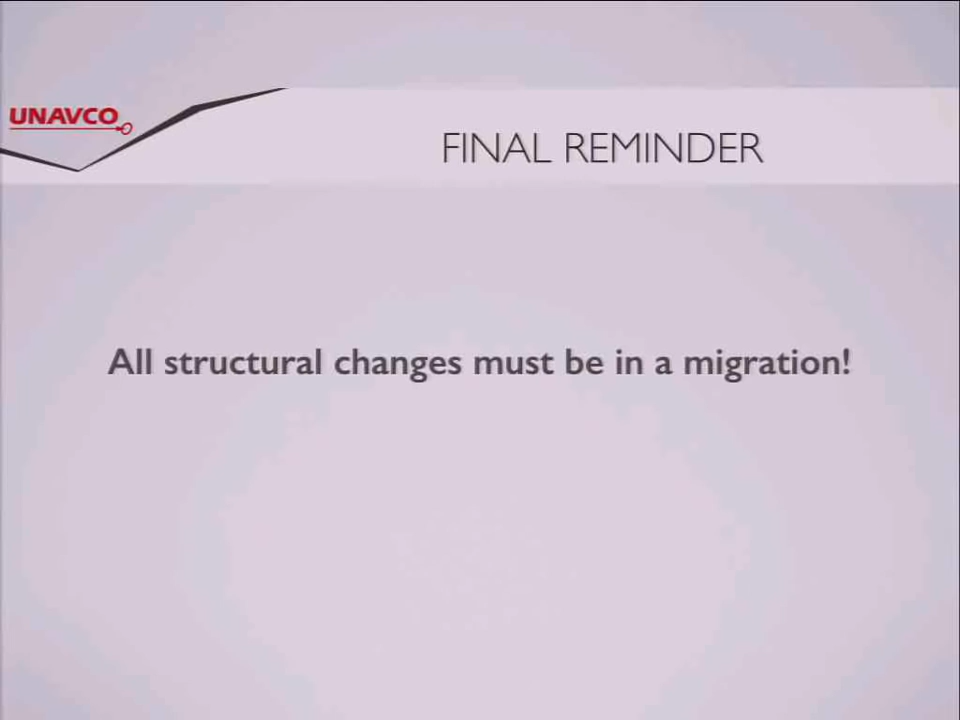 UNAVCO
FINAL REMINDER
All structural changes must be in a migration!